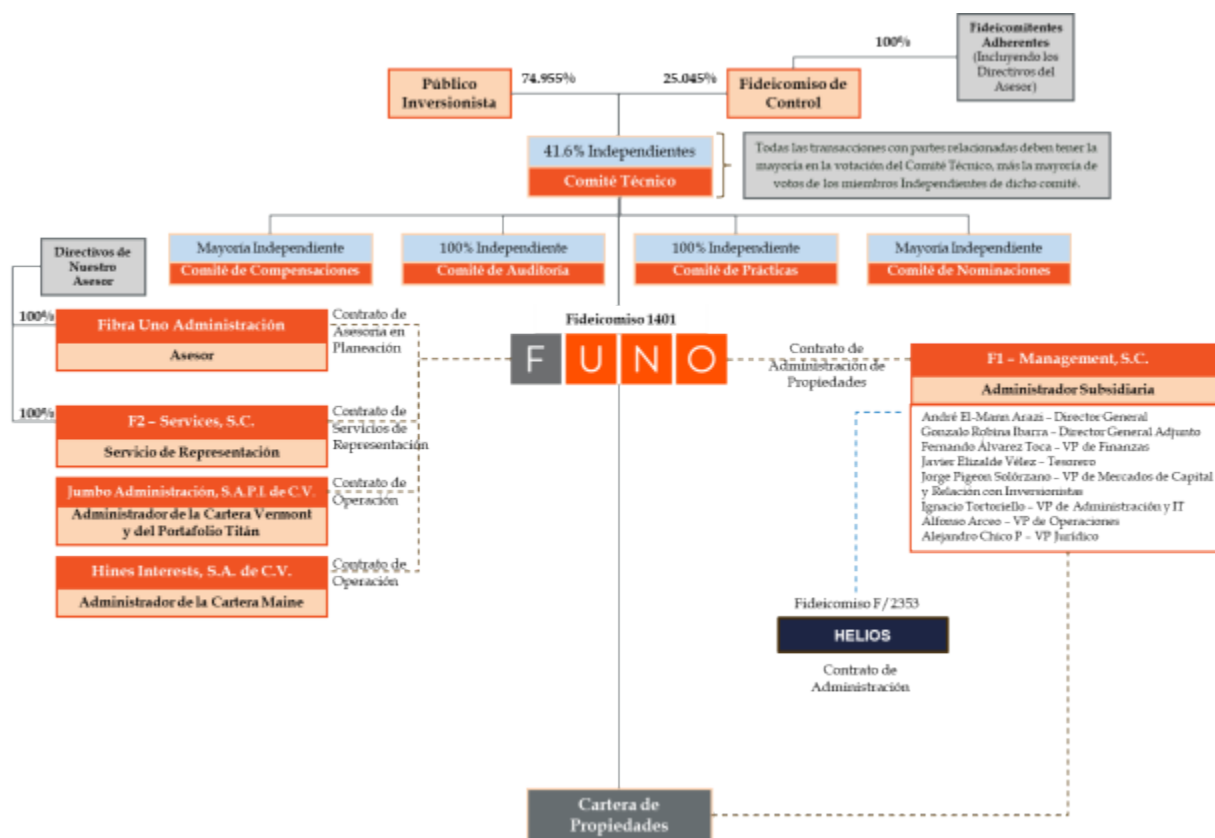 Fideicomitentes
Adherentes
(Incluyendo los
Directivos del
Asesor)
100%
Público
Inversionista
74.955%
25.045%
Fideicomiso de
Control
41.6% Independientes
Comité Técnico
Todas las transacciones con partes relacionadas deben tener la
mayoría en la votación del Comité Técnico, más la mayoría de
votos de los miembros Independientes de dicho comité.
Directivos de
Nuestro
Asesor
Mayoría Independiente
Comité de Compensaciones
100% Independiente
Comité de Auditoría
100% Independiente
Comité de Prácticas
Mayoría Independiente
Comité de Nominaciones
100%
Fibra Uno Administración
Asesor
Contrato de
Asesoría en
Planeación
Fideicomiso 1401
FUNO
Contrato de
Administración de
Propiedades
F1 – Management, S.C.
Administrador Subsidiaria
André El-Mann Arazi – Director General
Gonzalo Robina Ibarra – Director General Adjunto
Fernando Álvarez Toca – VP de Finanzas
Javier Elizalde Vélez – Tesorero
Jorge Pigeon Solórzano – VP de Mercados de Capital
y Relación con Inversionistas
Ignacio Tortoriello – VP de Administración y IT
Alfonso Arceo – VP de Operaciones
Alejandro Chico P – VP Jurídico
100%
F2 – Services, S.C.
Servicio de Representación
Contrato de
Servicios de
Representación
Jumbo Administración, S.A.P.I. de C.V.
Administrador de la Cartera Vermont
y del Portafolio Titán
Contrato de
Operación
Hines Interests, S.A. de C.V.
Administrador de la Cartera Maine
Contrato de
Operación
Fideicomiso F/2353
HELIOS
Contrato de
Administración
Cartera de
Propiedades